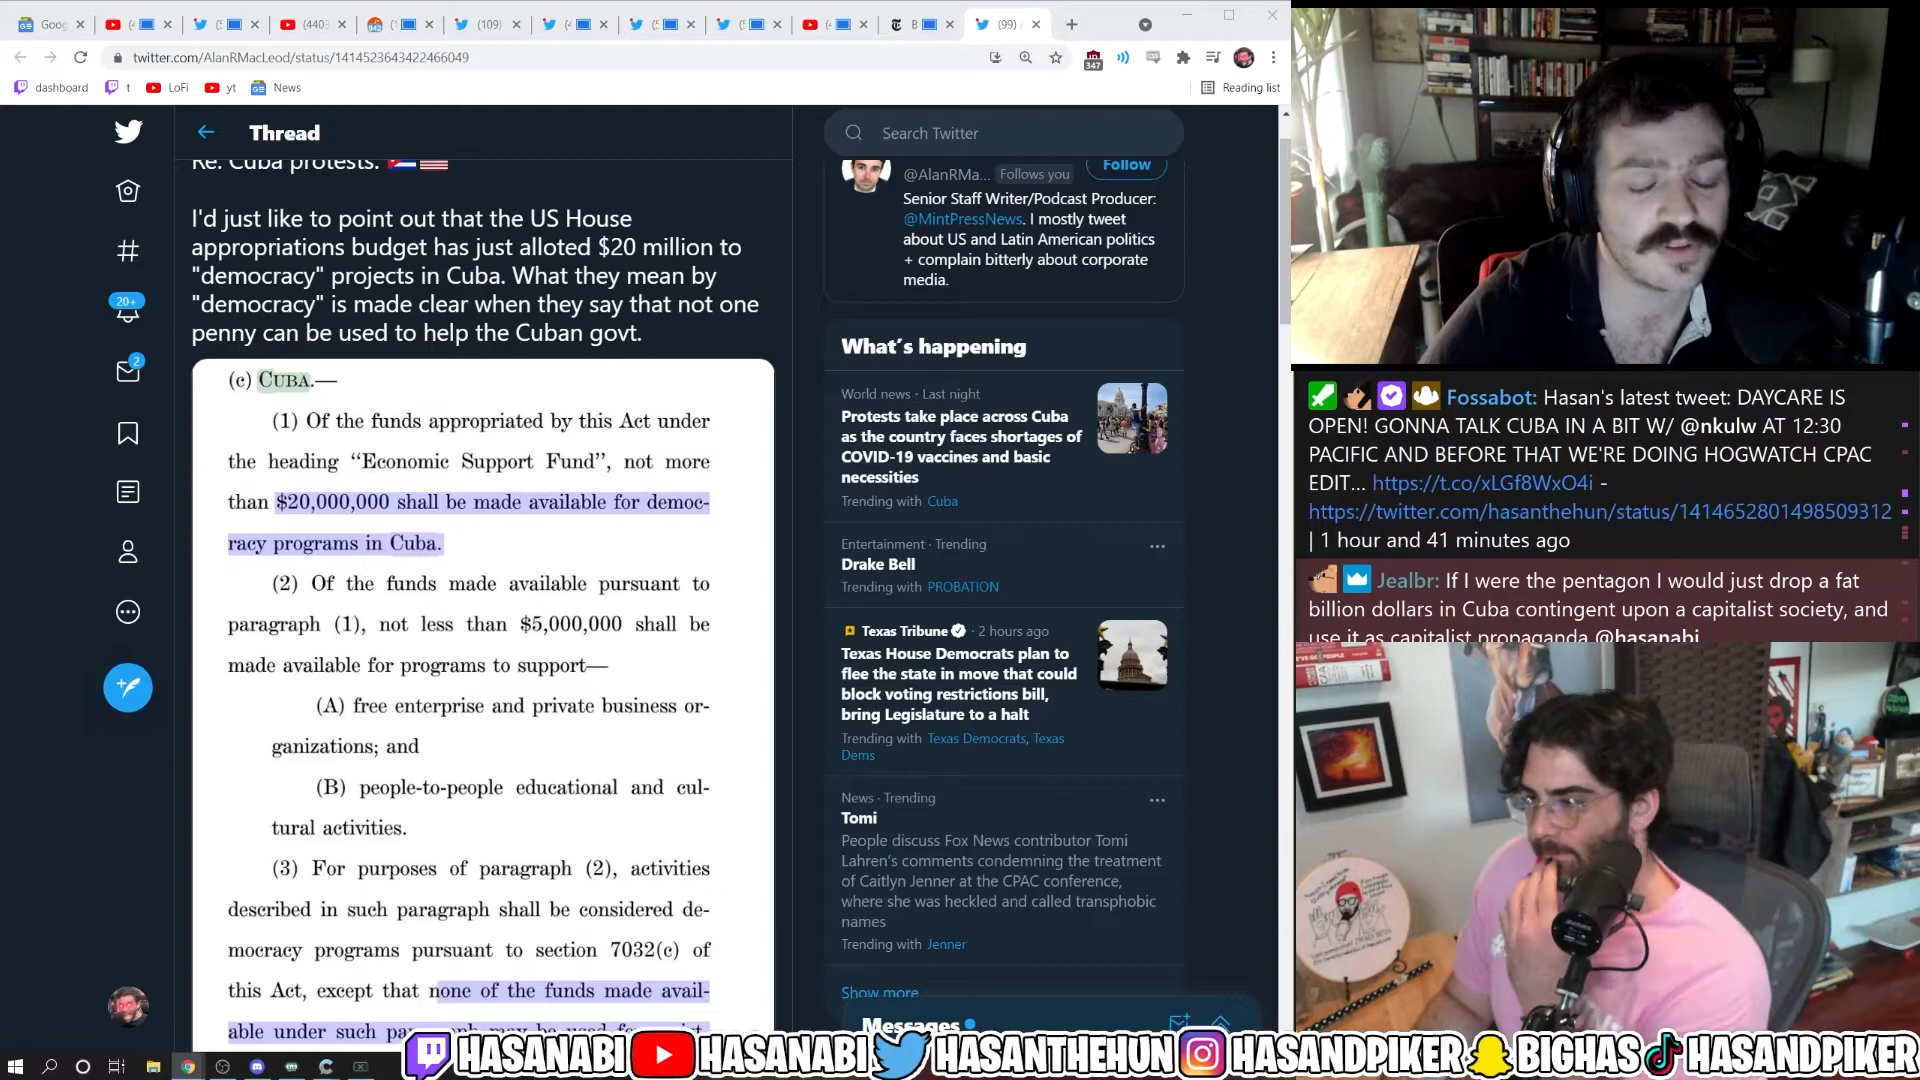 Goog
(440)
942
(109)
B
(99)
twitter.com/AlanRMacLeod/status/1414523643422466049
347
dashboard
t
LoFi
yt
News
Reading list
Thread
Re: Cuba protests.
I'd just like to point out that the US House
appropriations budget has just alloted $20 million to
"democracy" projects in Cuba. What they mean by
"democracy" is made clear when they say that not one
penny can be used to help the Cuban govt.
(c) CUBA.—
(1) Of the funds appropriated by this Act under
the heading “Economic Support Fund”, not more
than $20,000,000 shall be made available for democ-
racy programs in Cuba.
(2) Of the funds made available pursuant to
paragraph (1), not less than $5,000,000 shall be
made available for programs to support—
(A) free enterprise and private business or-
ganizations; and
(B) people-to-people educational and cul-
tural activities.
(3) For purposes of paragraph (2), activities
described in such paragraph shall be considered de-
mocracy programs pursuant to section 7032(c) of
this Act, except that none of the funds made avail-
able under such
20+
2
Search Twitter
@AlanRMa... Follows you
Follow
Senior Staff Writer/Podcast Producer:
@MintPressNews. I mostly tweet
about US and Latin American politics
+ complain bitterly about corporate
media.
What's happening
World news · Last night
Protests take place across Cuba
as the country faces shortages of
COVID-19 vaccines and basic
necessities
Trending with Cuba
Entertainment · Trending
Drake Bell
Trending with PROBATION
Texas Tribune · 2 hours ago
Texas House Democrats plan to
flee the state in move that could
block voting restrictions bill,
bring Legislature to a halt
Trending with Texas Democrats, Texas
Dems
News · Trending
Tomi
People discuss Fox News contributor Tomi
Lahren's comments condemning the treatment
of Caitlyn Jenner at the CPAC conference,
where she was heckled and called transphobic
names
Trending with Jenner
Show more
Messages
Fossabot: Hasan's latest tweet: DAYCARE IS
OPEN! GONNA TALK CUBA IN A BIT W/ @nkulw AT 12:30
PACIFIC AND BEFORE THAT WE'RE DOING HOGWATCH CPAC
EDIT... https://t.co/xLGf8WxO4i -
https://twitter.com/hasanthehun/status/1414652801498509312
| 1 hour and 41 minutes ago
Jealbr: If I were the pentagon I would just drop a fat
billion dollars in Cuba contingent upon a capitalist society, and
use it as capitalist propaganda @hasanabi
HASANABI HASANABI HASANTHEHUN HASANDPIKER BIGHAS HASANDPIKER